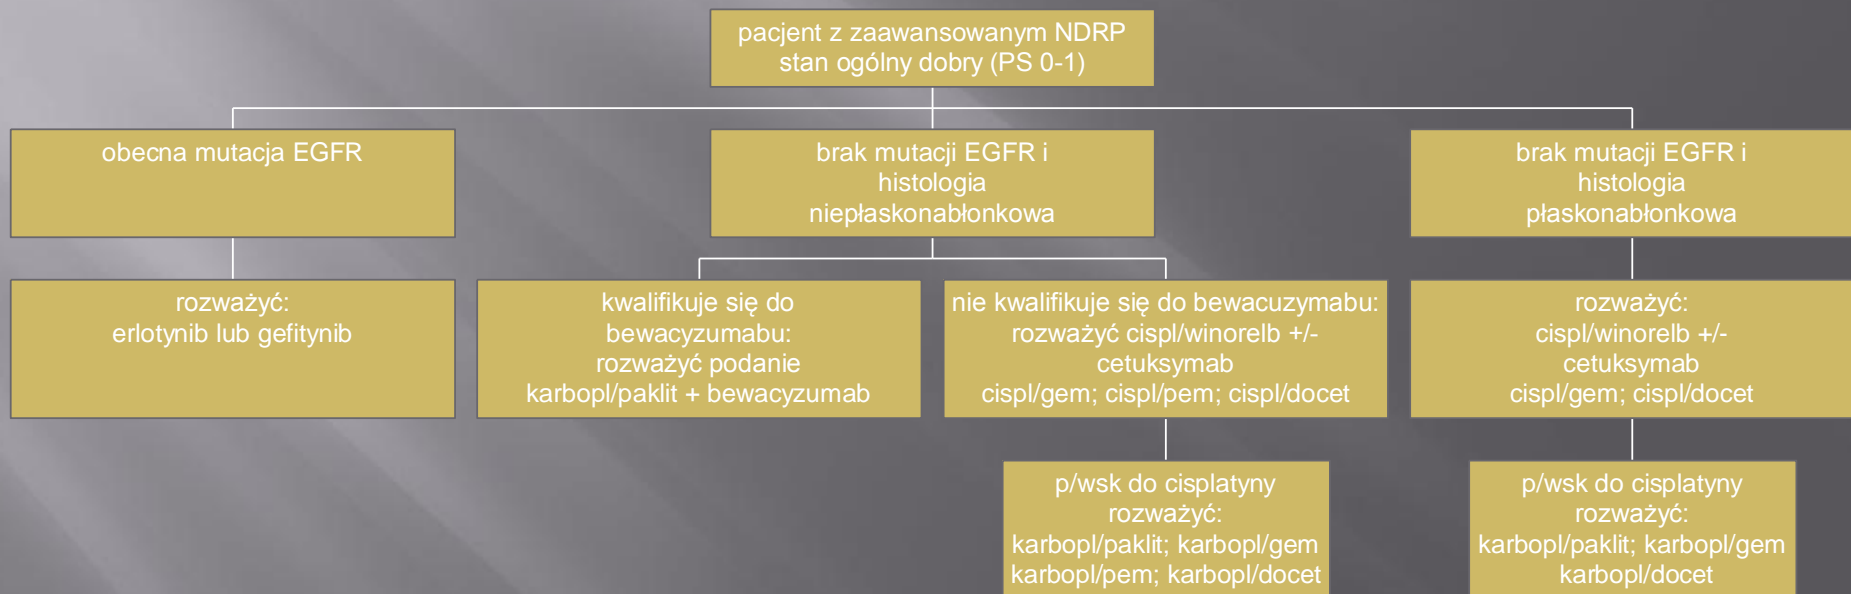 pacjent z zaawansowanym NDRP
stan ogólny dobry (PS 0-1)
obecna mutacja EGFR
brak mutacji EGFR i
histologia
niepłaskonabłonkowa
brak mutacji EGFR i
histologia
płaskonabłonkowa
rozważyć:
erlotynib lub gefitynib
kwalifikuje się do
bewacyzumabu:
rozważyć podanie
karbopl/paklit + bewacyzumab
nie kwalifikuje się do bewacuzymabu:
rozważyć cispl/winorelb +/-
cetuksymab
cispl/gem; cispl/pem; cispl/docet
rozważyć:
cispl/winorelb +/-
cetuksymab
cispl/gem; cispl/docet
p/wsk do cisplatyny
rozważyć:
karbopl/paklit; karbopl/gem
karbopl/pem; karbopl/docet
p/wsk do cisplatyny
rozważyć:
karbopl/paklit; karbopl/gem
karbopl/docet